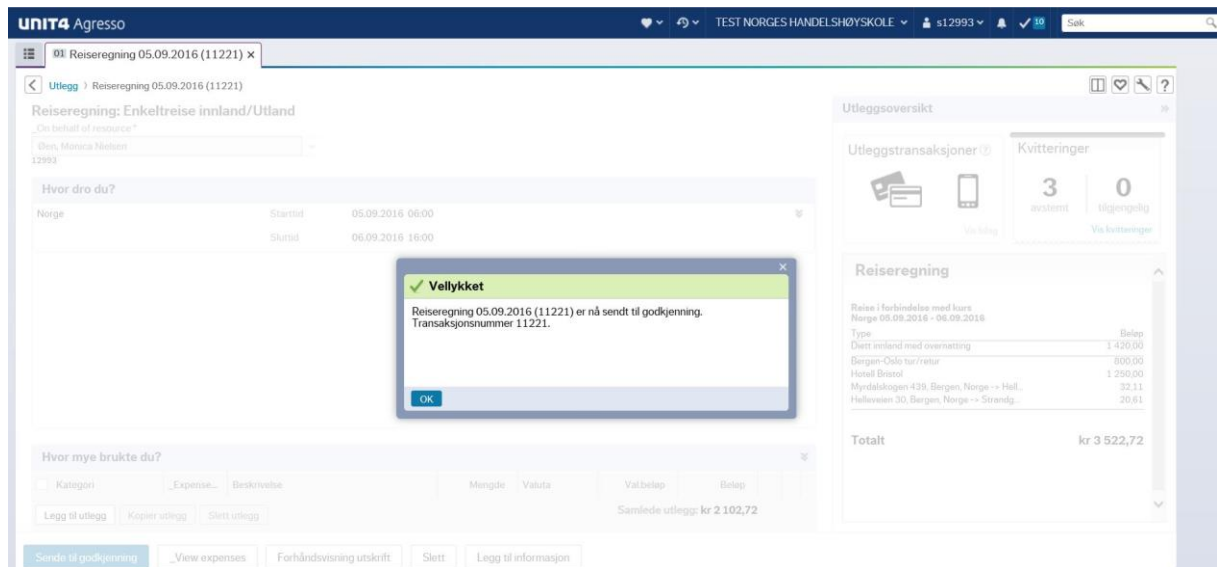 UNIT4 Agresso
TEST NORGES HANDELSHØYSKOLE
s12993
10
Søk
01 Reiseregning 05.09.2016 (11221) ×
Utlegg > Reiseregning 05.09.2016 (11221)
?
Reiseregning: Enkeltreise innland/Utland
_On behalf of resource *
Øen, Monica Nielsen
12993
Hvor dro du?
Norge Starttid 05.09.2016 06:00
Sluttid 06.09.2016 16:00
Vellykket
Reiseregning 05.09.2016 (11221) er nå sendt til godkjenning.
Transaksjonsnummer 11221.
OK
Hvor mye brukte du?
Kategori _Expense... Beskrivelse Mengde Valuta Val.beløp Beløp
Legg til utlegg Kopier utlegg Slett utlegg Samlede utlegg: kr 2 102,72
Sende til godkjenning _View expenses Forhåndsvisning utskrift Slett Legg til informasjon
Utleggsoversikt »
Utleggstransaksjoner ?
Vis bilag
Kvitteringer
3 0
avstemt tilgjengelig
Vis kvitteringer
Reiseregning
Reise i forbindelse med kurs
Norge 05.09.2016 - 06.09.2016
Type Beløp
Diett innland med overnatting 1 420,00
Bergen-Oslo tur/retur 800,00
Hotell Bristol 1 250,00
Myrdalskogen 439, Bergen, Norge -> Hell... 32,11
Helleveien 30, Bergen, Norge -> Strandg... 20,61
Totalt kr 3 522,72